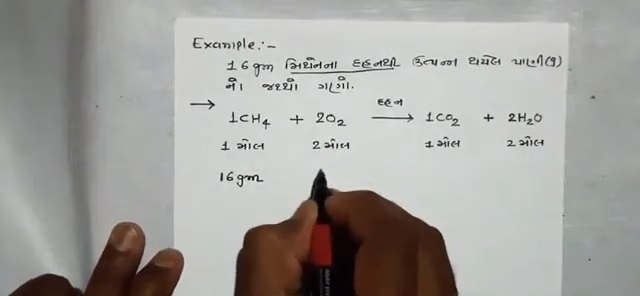 Example:-
16 gm મિથેનના દહનથી ઉત્પન્ન થયેલ પાણી(g)
નો જથ્થો ગણો.
→ 1CH₄ + 2O₂ દહન ⟶ 1CO₂ + 2H₂O
1 મોલ 2 મોલ 1 મોલ 2 મોલ
16 gm